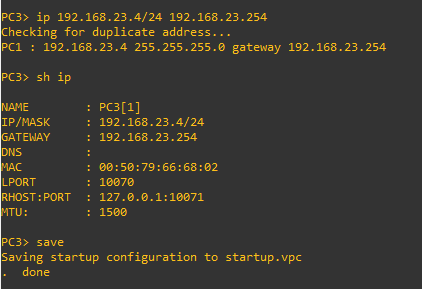 PC3> ip 192.168.23.4/24 192.168.23.254
Checking for duplicate address...
PC1 : 192.168.23.4 255.255.255.0 gateway 192.168.23.254
PC3> sh ip
NAME        : PC3[1]
IP/MASK     : 192.168.23.4/24
GATEWAY     : 192.168.23.254
DNS         :
MAC         : 00:50:79:66:68:02
LPORT       : 10070
RHOST:PORT  : 127.0.0.1:10071
MTU:        : 1500
PC3> save
Saving startup configuration to startup.vpc
.  done